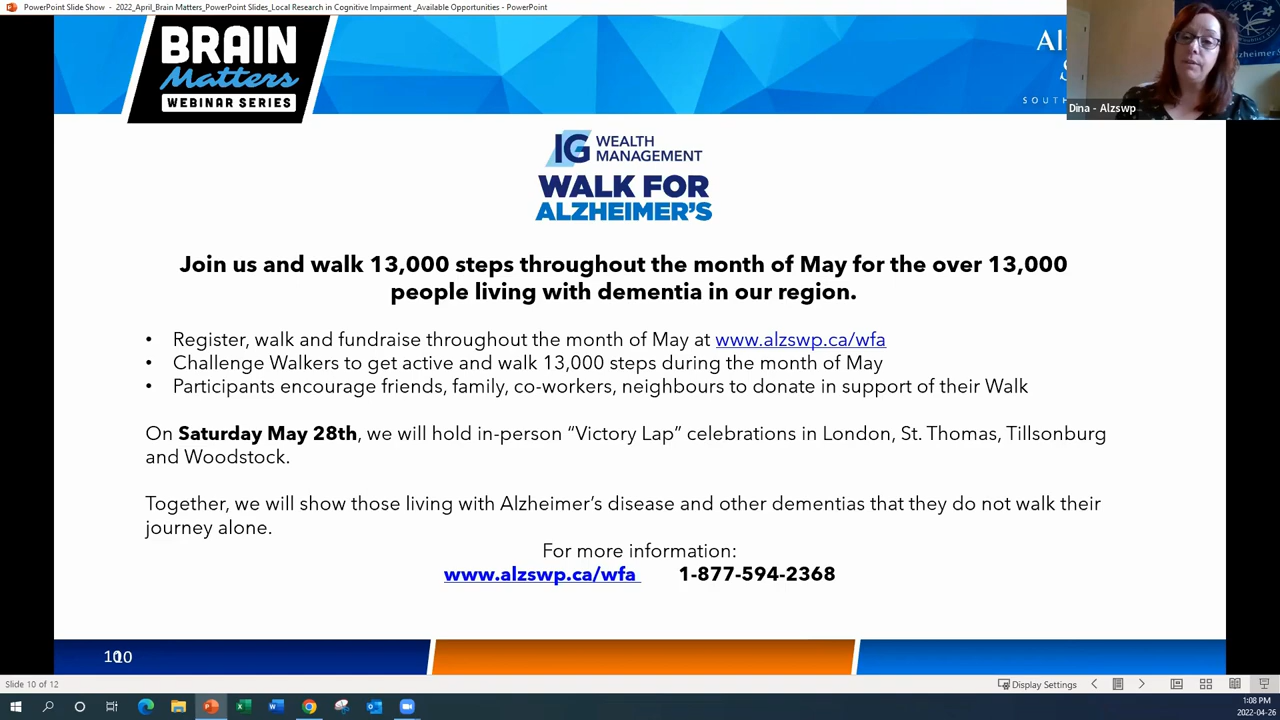 PowerPoint Slide Show - 2022_April_Brain Matters_PowerPoint Slides_Local Research in Cognitive Impairment _Available Opportunities - PowerPoint
BRAIN
Matters
WEBINAR SERIES
Dina - Alzswp
IG WEALTH
MANAGEMENT
WALK FOR
ALZHEIMER'S
Join us and walk 13,000 steps throughout the month of May for the over 13,000
people living with dementia in our region.
• Register, walk and fundraise throughout the month of May at www.alzswp.ca/wfa
• Challenge Walkers to get active and walk 13,000 steps during the month of May
• Participants encourage friends, family, co-workers, neighbours to donate in support of their Walk
On Saturday May 28th, we will hold in-person “Victory Lap” celebrations in London, St. Thomas, Tillsonburg
and Woodstock.
Together, we will show those living with Alzheimer’s disease and other dementias that they do not walk their
journey alone.
For more information:
www.alzswp.ca/wfa 1-877-594-2368
10
Slide 10 of 12
Display Settings
1:08 PM
2022-04-26